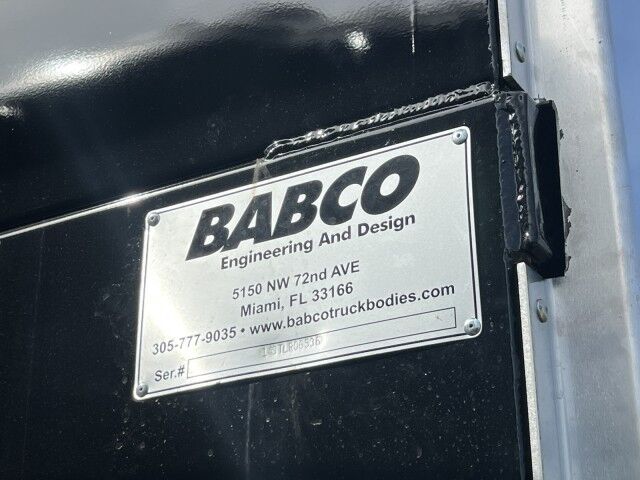 BABCO
Engineering And Design
5150 NW 72nd AVE
Miami, FL 33166
305-777-9035 • www.babcotruckbodies.com
Ser.#